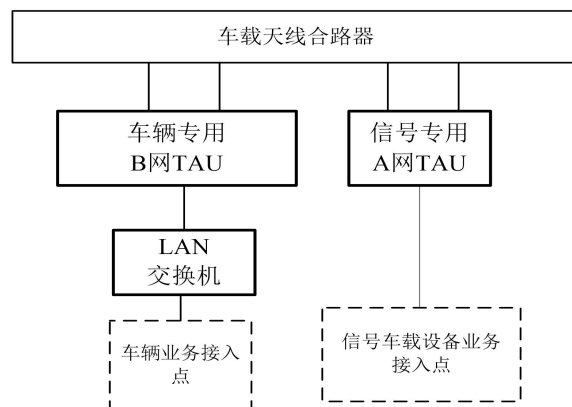 车载天线合路器
车辆专用
B网TAU
信号专用
A网TAU
LAN
交换机
车辆业务接入
点
信号车载设备业务
接入点